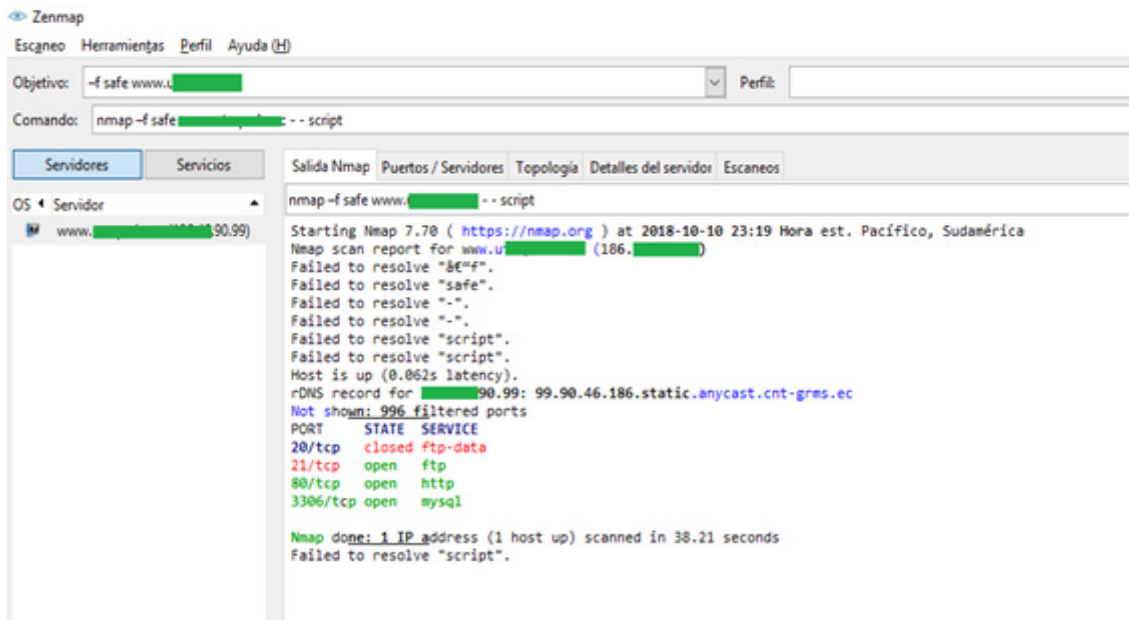 Zenmap
Escaneo Herramientas Perfil Ayuda (H)
Objetivo: –f safe www.u Perfil:
Comando: nmap –f safe - - script
Servidores Servicios Salida Nmap Puertos / Servidores Topología Detalles del servidor Escaneos
nmap –f safe www. - - script
OS Servidor
www. .90.99)
Starting Nmap 7.70 ( https://nmap.org ) at 2018-10-10 23:19 Hora est. Pacífico, Sudamérica
Nmap scan report for www.u (186. )
Failed to resolve "â€“f".
Failed to resolve "safe".
Failed to resolve "-".
Failed to resolve "-".
Failed to resolve "script".
Failed to resolve "script".
Host is up (0.062s latency).
rDNS record for 90.99: 99.90.46.186.static.anycast.cnt-grms.ec
Not shown: 996 filtered ports
PORT STATE SERVICE
20/tcp closed ftp-data
21/tcp open ftp
80/tcp open http
3306/tcp open mysql
Nmap done: 1 IP address (1 host up) scanned in 38.21 seconds
Failed to resolve "script".